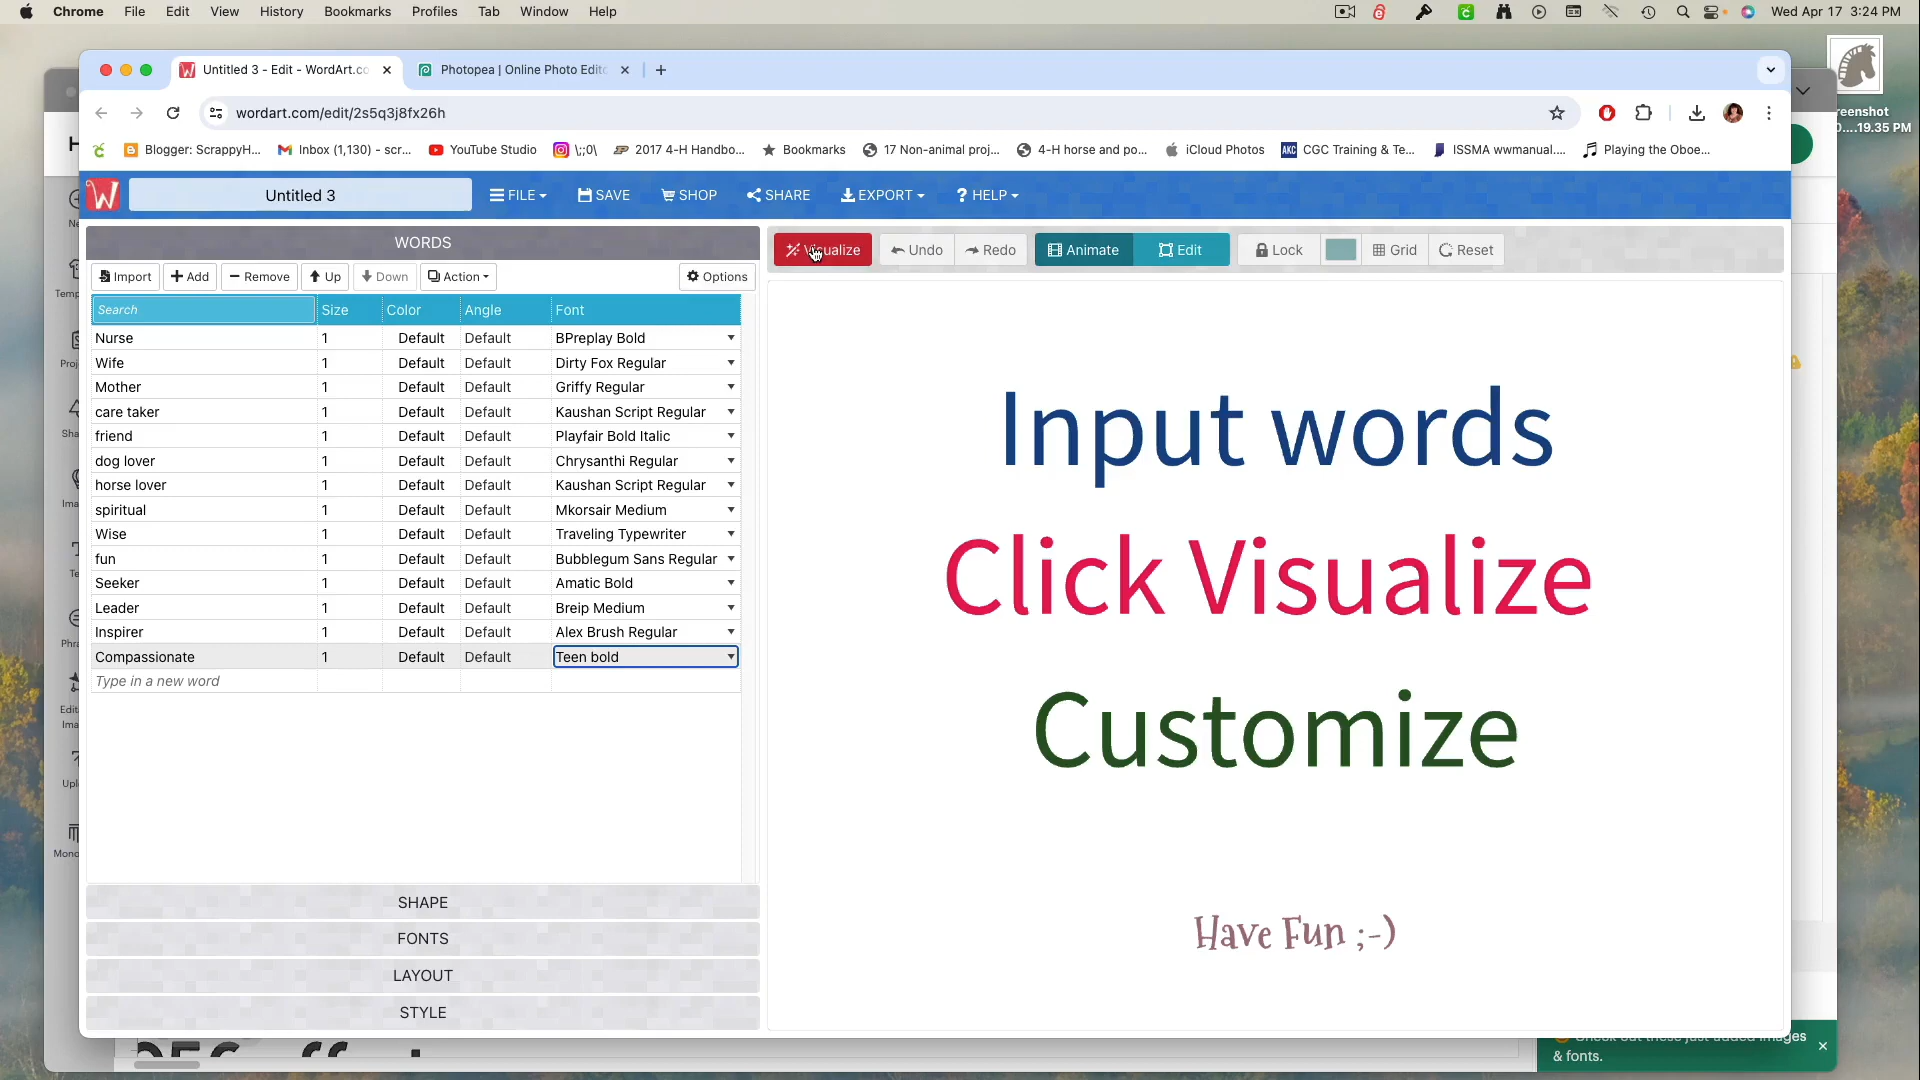 Chrome File Edit View History Bookmarks Profiles Tab Window Help Wed Apr 17 3:24 PM
Untitled 3 - Edit - WordArt.co Photopea | Online Photo Edito
wordart.com/edit/2s5q3j8fx26h
Blogger: ScrappyH... Inbox (1,130) - scr... YouTube Studio \;;0\ 2017 4-H Handbo... Bookmarks 17 Non-animal proj... 4-H horse and po... iCloud Photos AKC CGC Training & Te... ISSMA wwmanual.... Playing the Oboe...
W Untitled 3 FILE SAVE SHOP SHARE EXPORT ? HELP
WORDS
Visualize Undo Redo Animate Edit Lock Grid Reset
Import Add Remove Up Down Action Options
Search Size Color Angle Font
Nurse 1 Default Default BPreplay Bold
Wife 1 Default Default Dirty Fox Regular
Mother 1 Default Default Griffy Regular
care taker 1 Default Default Kaushan Script Regular
friend 1 Default Default Playfair Bold Italic
dog lover 1 Default Default Chrysanthi Regular
horse lover 1 Default Default Kaushan Script Regular
spiritual 1 Default Default Mkorsair Medium
Wise 1 Default Default Traveling Typewriter
fun 1 Default Default Bubblegum Sans Regular
Seeker 1 Default Default Amatic Bold
Leader 1 Default Default Breip Medium
Inspirer 1 Default Default Alex Brush Regular
Compassionate 1 Default Default Teen bold
Type in a new word
SHAPE
FONTS
LAYOUT
STYLE
Input words
Click Visualize
Customize
Have Fun ;-)
reenshot
0....19.35 PM
& fonts.